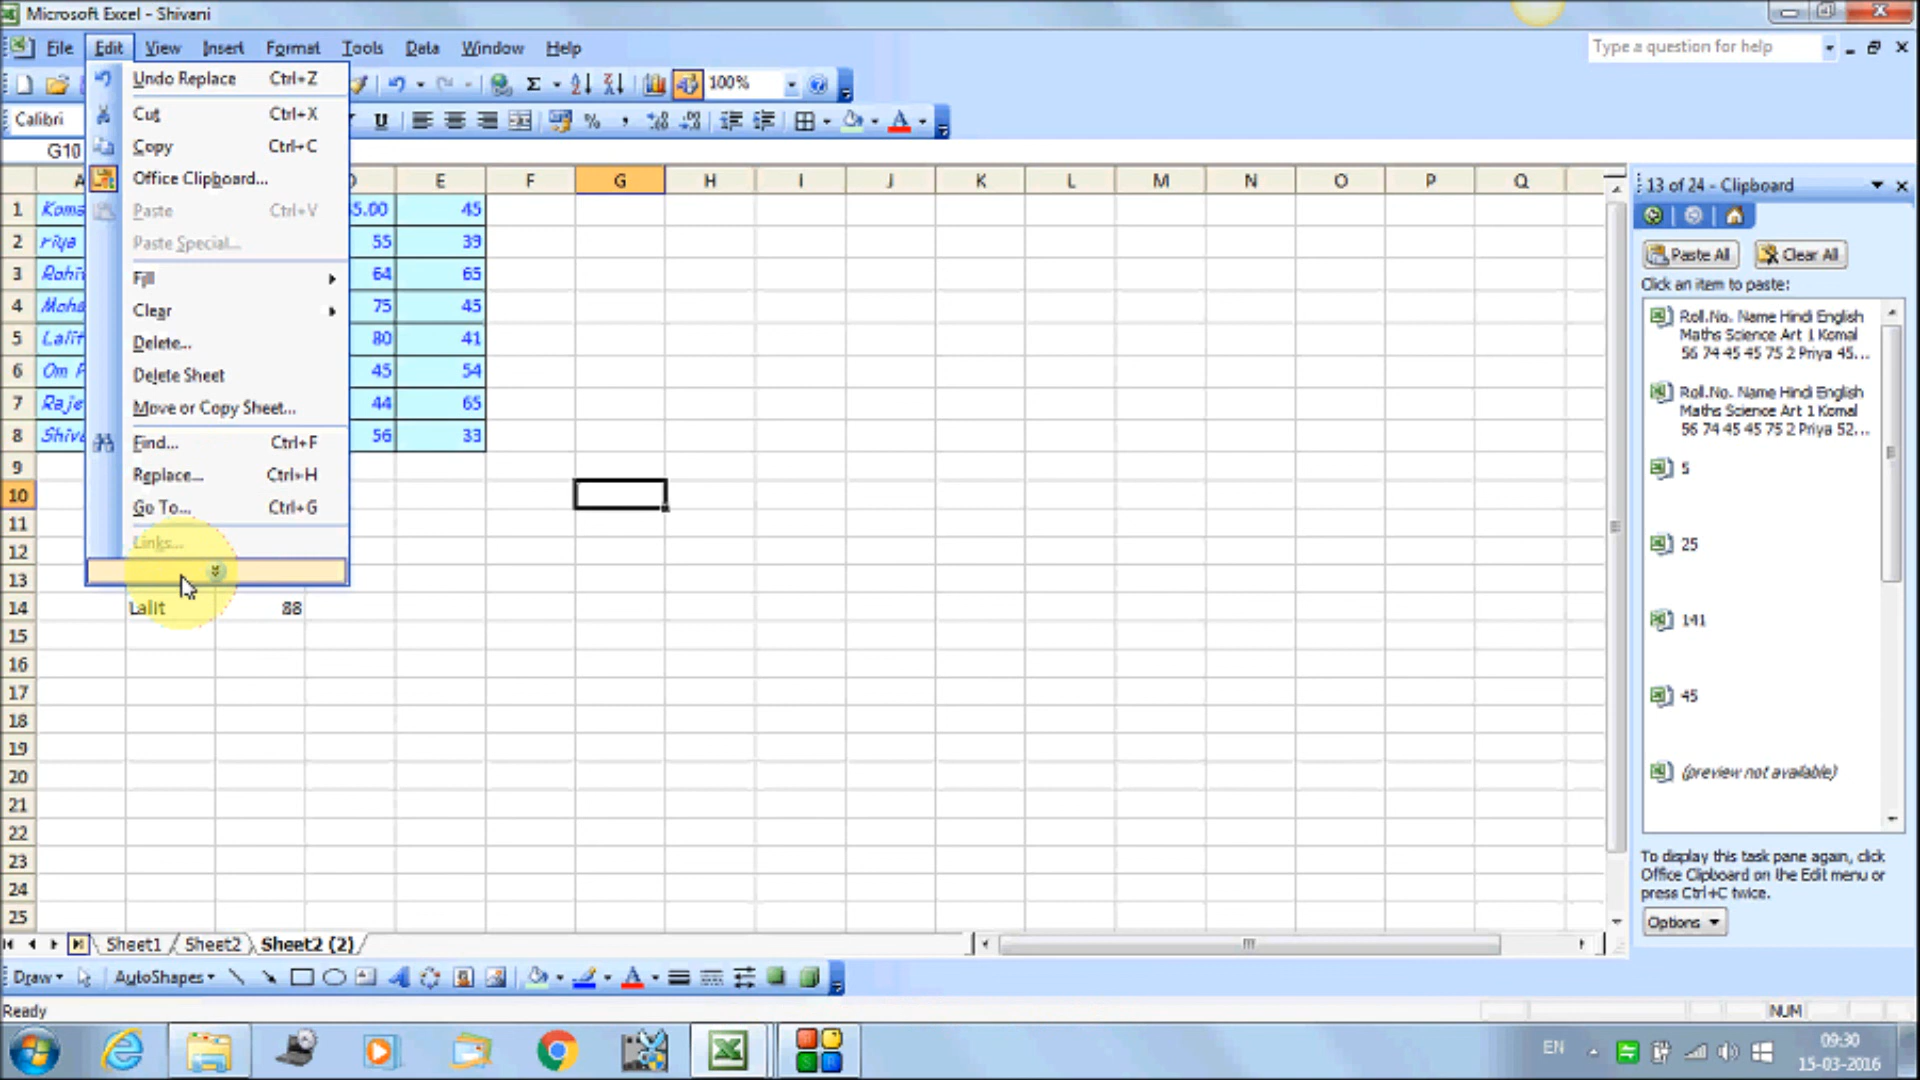 Microsoft Excel - Shivani
File Edit View Insert Format Tools Data Window Help
Type a question for help
100%
Calibri
U
%
G10
Undo Replace Ctrl+Z
Cut Ctrl+X
Copy Ctrl+C
Office Clipboard...
Paste Ctrl+V
Paste Special...
Fill
Clear
Delete...
Delete Sheet
Move or Copy Sheet...
Find... Ctrl+F
Replace... Ctrl+H
Go To... Ctrl+G
Links...
A E F G H I J K L M N O P Q
1 Koma 5.00 45
2 riya 55 39
3 Rohi 64 65
4 Moha 75 45
5 Lalit 80 41
6 Om P 45 54
7 Raje 44 65
8 Shiva 56 33
9
10
11
12
13
14 Lalit 88
15
16
17
18
19
20
21
22
23
24
25
13 of 24 - Clipboard
Paste All Clear All
Click an item to paste:
Roll.No. Name Hindi English
Maths Science Art 1 Komal
56 74 45 45 75 2 Priya 45...
Roll.No. Name Hindi English
Maths Science Art 1 Komal
56 74 45 45 75 2 Priya 52...
5
25
141
45
(preview not available)
To display this task pane again, click
Office Clipboard on the Edit menu or
press Ctrl+C twice.
Options
Sheet1 Sheet2 Sheet2 (2)
Draw AutoShapes
Ready
NUM
EN
09:30
15-03-2016